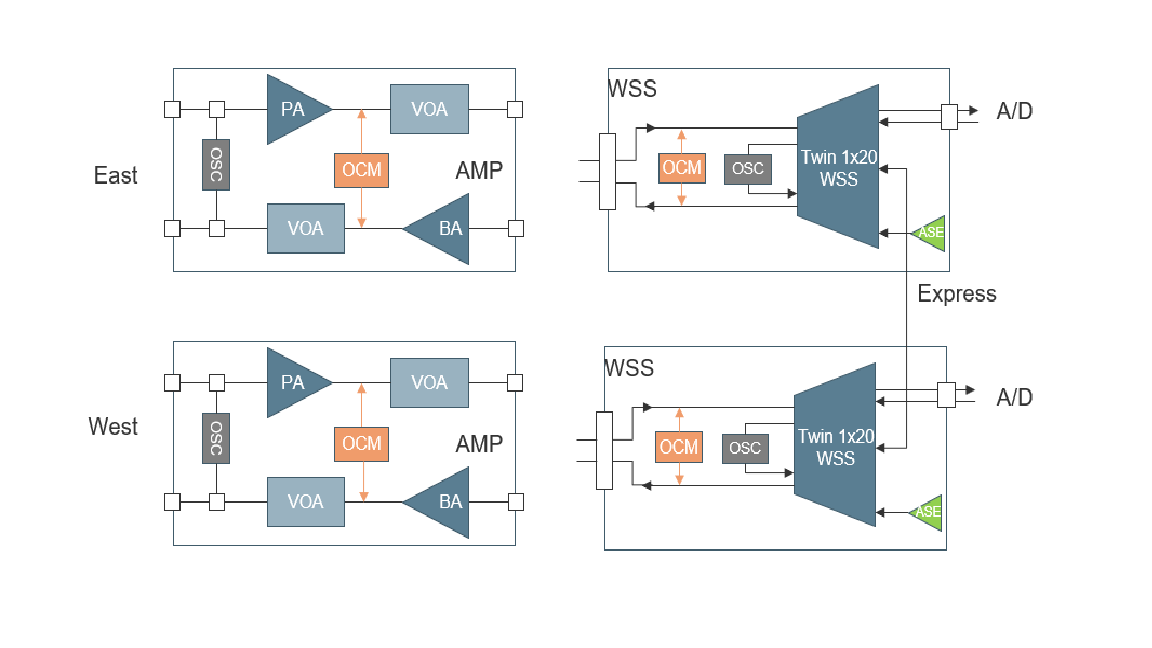 East
PA
VOA
OSC
OCM
AMP
VOA
BA
WSS
OCM
OSC
Twin 1x20
WSS
A/D
ASE
Express
West
PA
VOA
OSC
OCM
AMP
VOA
BA
WSS
OCM
OSC
Twin 1x20
WSS
A/D
ASE